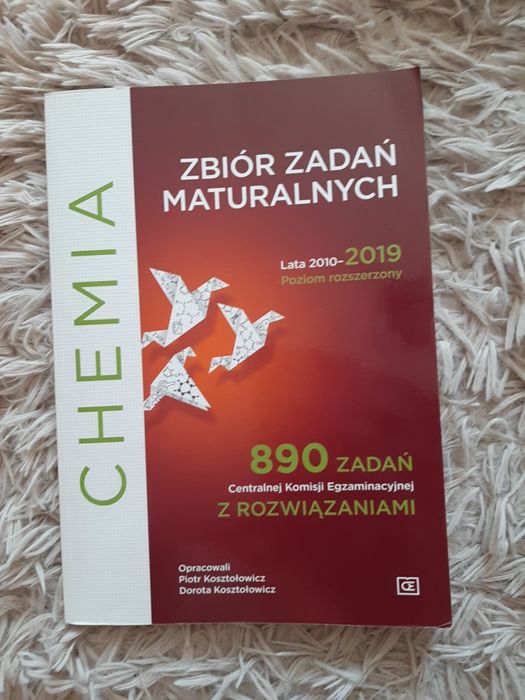 CHEMIA
ZBIÓR ZADAŃ
MATURALNYCH
Lata 2010-2019
Poziom rozszerzony
890 ZADAŃ
Centralnej Komisji Egzaminacyjnej
Z ROZWIĄZANIAMI
Opracowali
Piotr Kosztołowicz
Dorota Kosztołowicz
OE